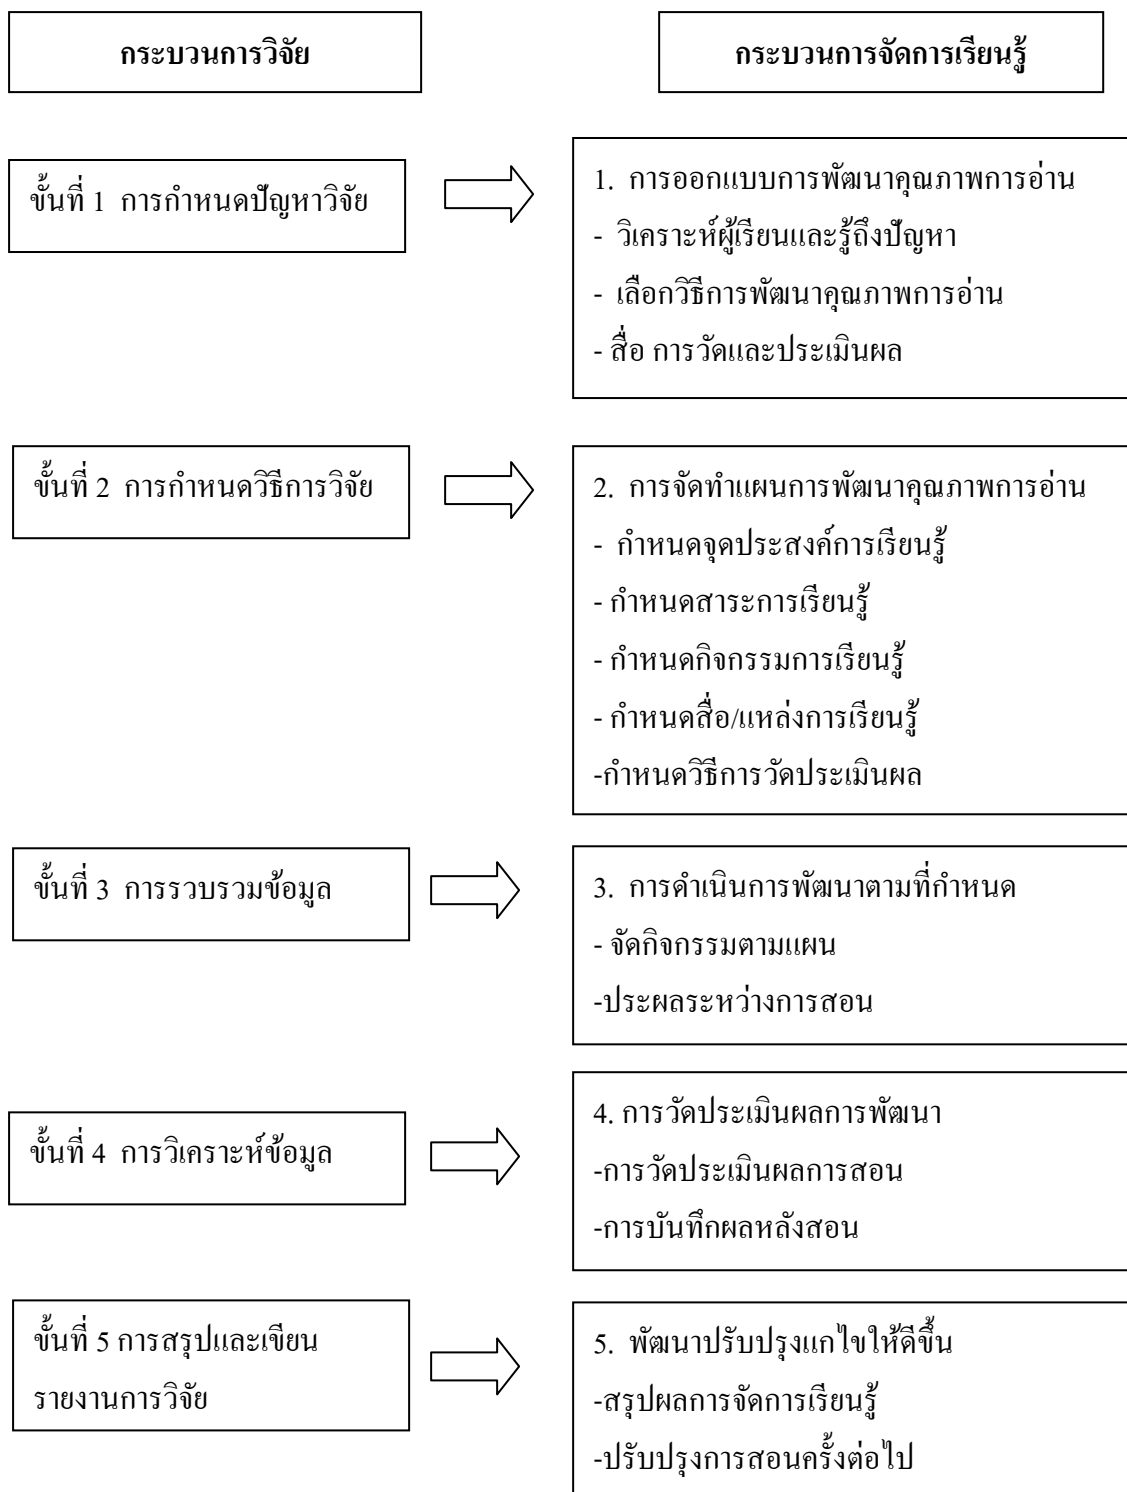 กระบวนการวิจัย
กระบวนการจัดการเรียนรู้
ขั้นที่ 1  การกำหนดปัญหาวิจัย
1.  การออกแบบการพัฒนาคุณภาพการอ่าน
-  วิเคราะห์ผู้เรียนและรู้ถึงปัญหา
-  เลือกวิธีการพัฒนาคุณภาพการอ่าน
- สื่อ การวัดและประเมินผล
ขั้นที่ 2  การกำหนดวิธีการวิจัย
2.  การจัดทำแผนการพัฒนาคุณภาพการอ่าน
-  กำหนดจุดประสงค์การเรียนรู้
- กำหนดสาระการเรียนรู้
- กำหนดกิจกรรมการเรียนรู้
- กำหนดสื่อ/แหล่งการเรียนรู้
-กำหนดวิธีการวัดประเมินผล
ขั้นที่ 3  การรวบรวมข้อมูล
3.  การดำเนินการพัฒนาตามที่กำหนด
- จัดกิจกรรมตามแผน
-ประผลระหว่างการสอน
ขั้นที่ 4  การวิเคราะห์ข้อมูล
4. การวัดประเมินผลการพัฒนา
-การวัดประเมินผลการสอน
-การบันทึกผลหลังสอน
ขั้นที่ 5 การสรุปและเขียน
รายงานการวิจัย
5.  พัฒนาปรับปรุงแกไขให้ดีขึ้น
-สรุปผลการจัดการเรียนรู้
-ปรับปรุงการสอนครั้งต่อไป